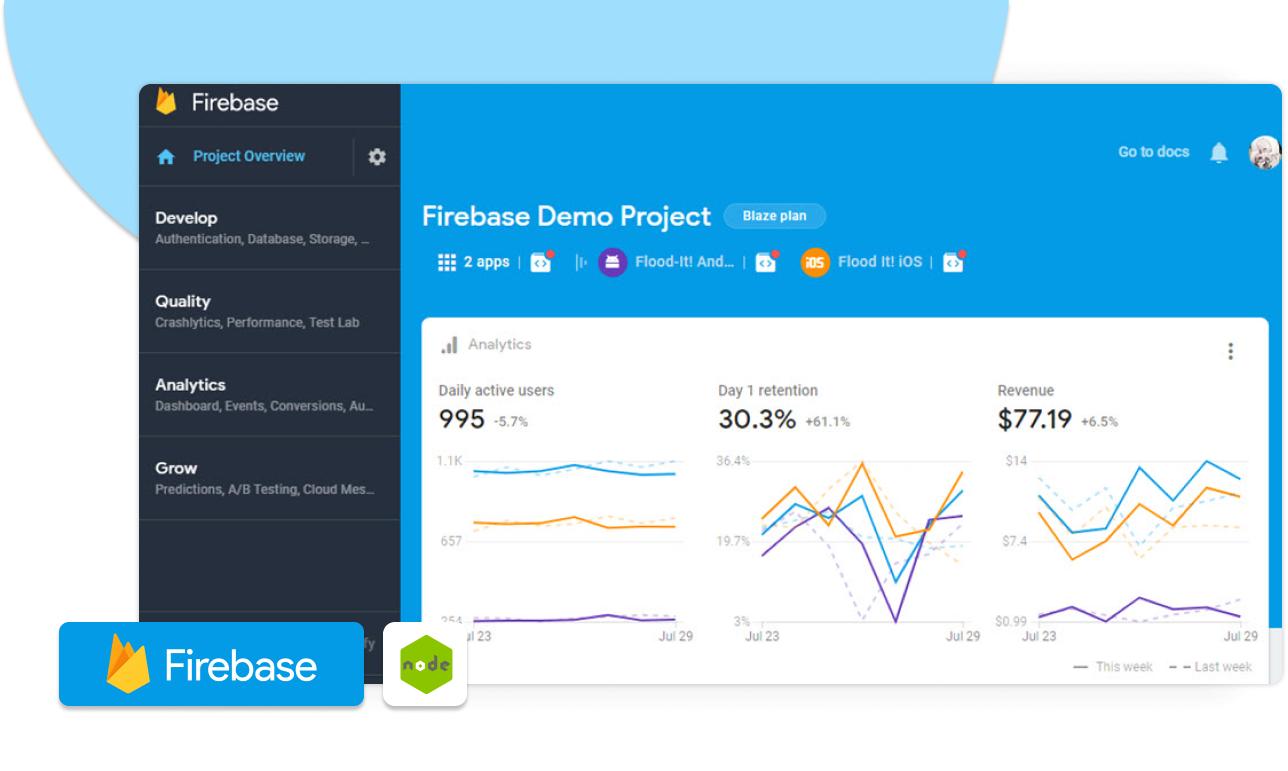 Firebase
Project Overview
Develop
Authentication, Database, Storage, ...
Quality
Crashlytics, Performance, Test Lab
Analytics
Dashboard, Events, Conversions, Au...
Grow
Predictions, A/B Testing, Cloud Mes...
fy
Go to docs
Firebase Demo Project Blaze plan
2 apps | Flood-It! And... | iOS Flood It! iOS |
Analytics
Daily active users
995 -5.7%
1.1K
657
254
ul 23 Jul 29
Day 1 retention
30.3% +61.1%
36.4%
19.7%
3%
Jul 23 Jul 29
Revenue
$77.19 +6.5%
$14
$7.4
$0.99
Jul 23 Jul 29
This week Last week
Firebase
node